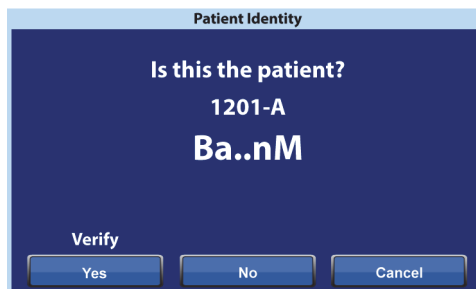 Patient Identity
Is this the patient?
1201-A
Ba..nM
Verify
Yes No Cancel